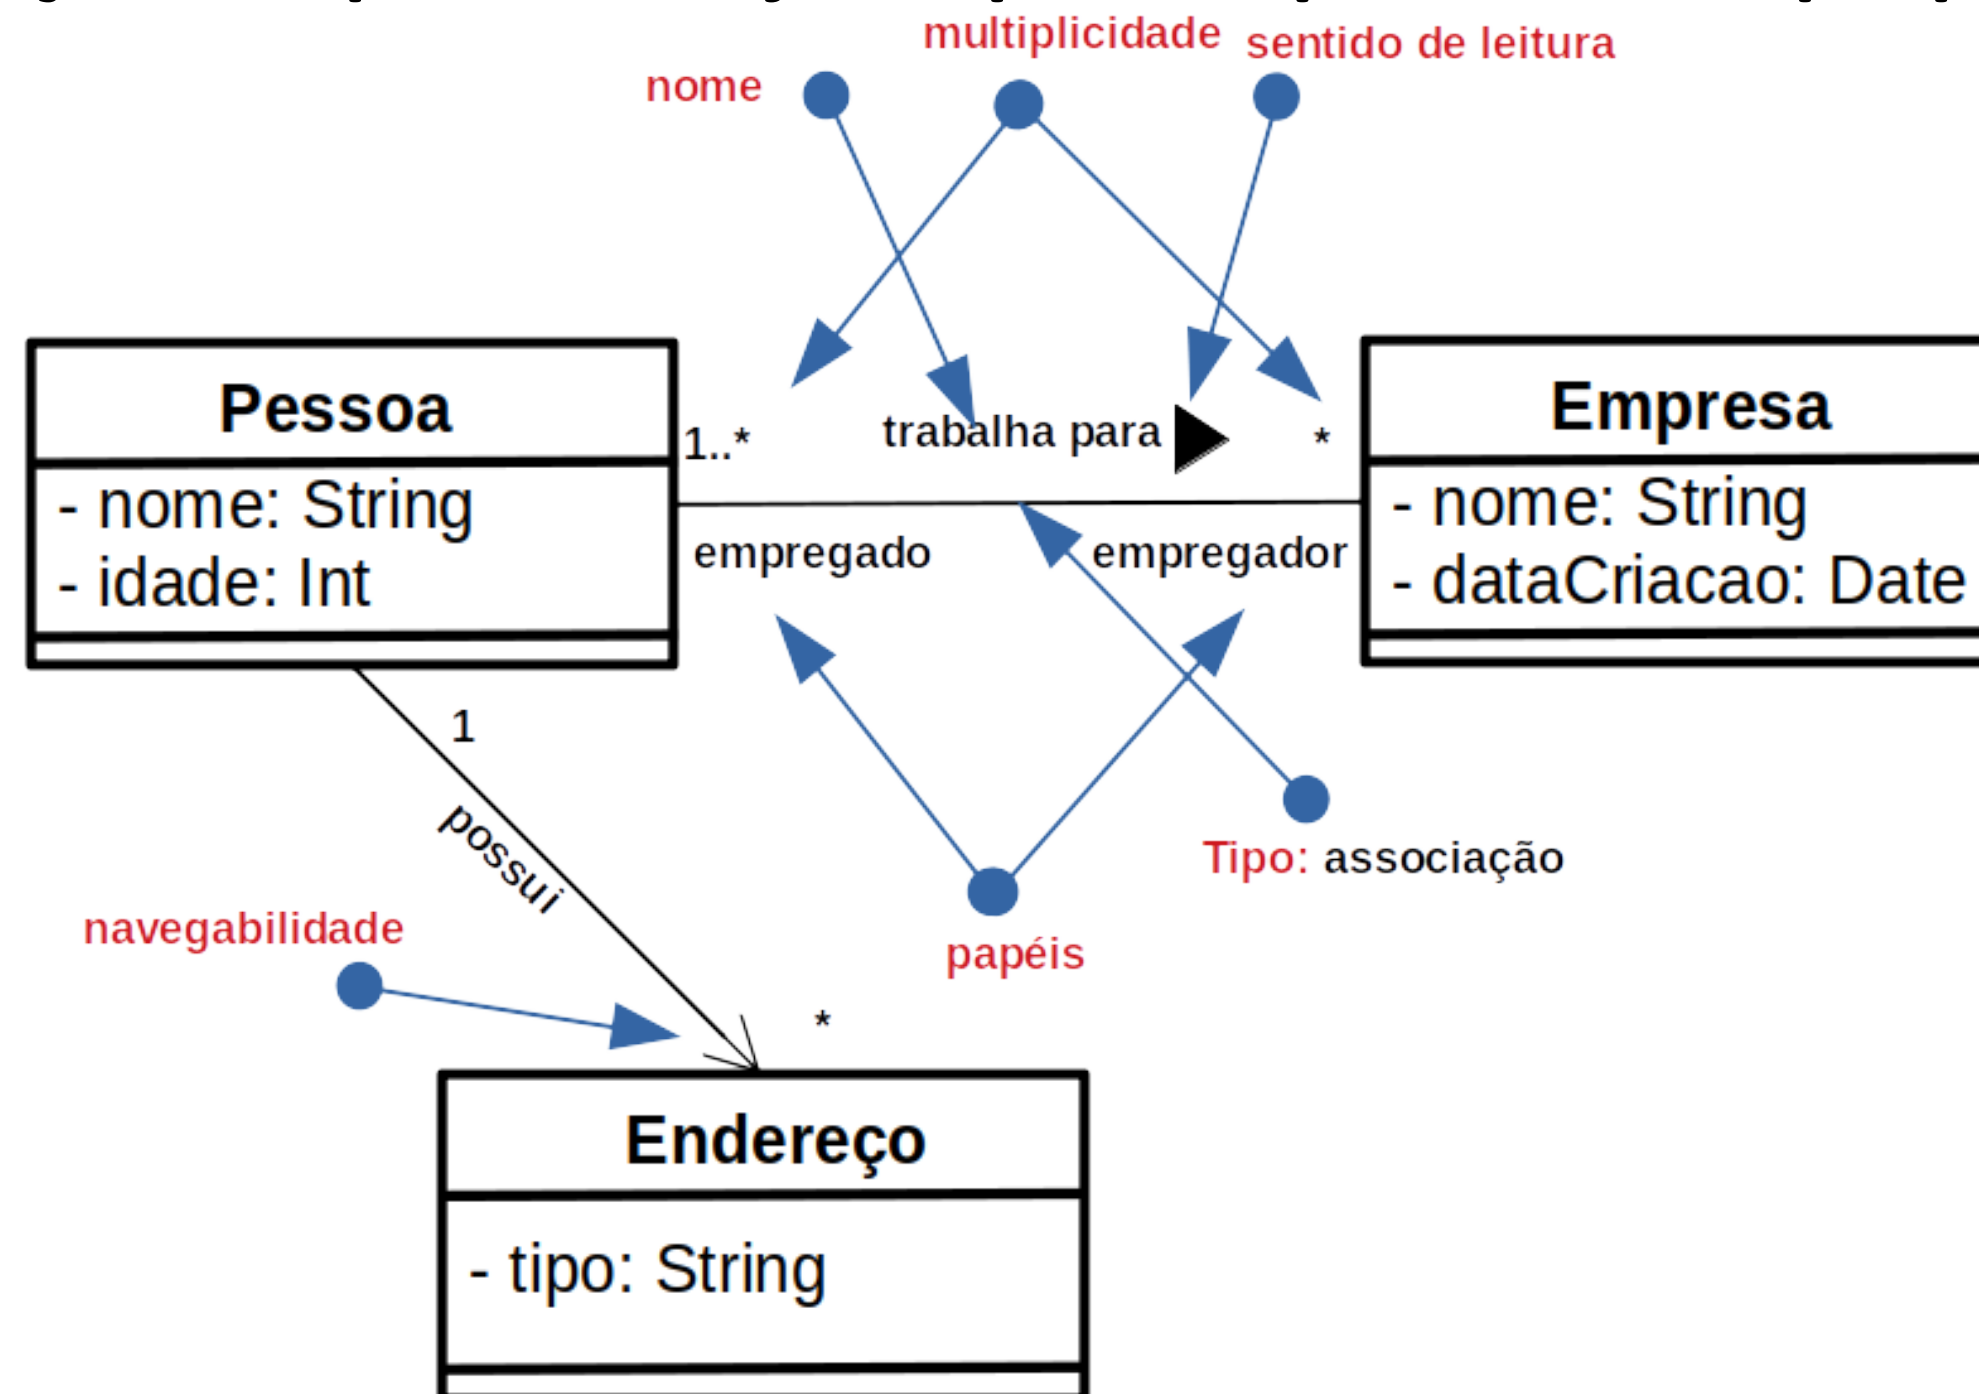 multiplicidade
sentido de leitura
nome
Pessoa
- nome: String
- idade: Int
1..*
trabalha para
*
empregado
empregador
Empresa
- nome: String
- dataCriacao: Date
1
possui
Tipo: associação
navegabilidade
papéis
*
Endereço
- tipo: String